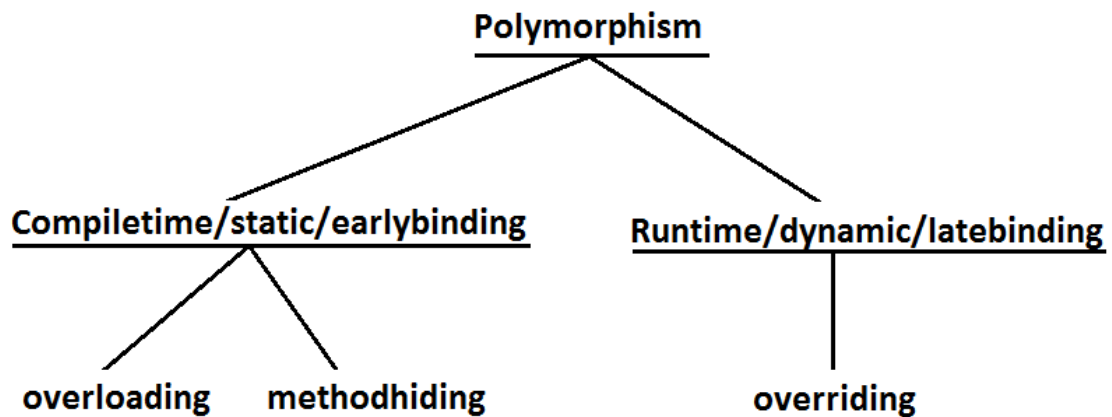 Polymorphism
Compiletime/static/earlybinding
Runtime/dynamic/latebinding
overloading
methodhiding
overriding